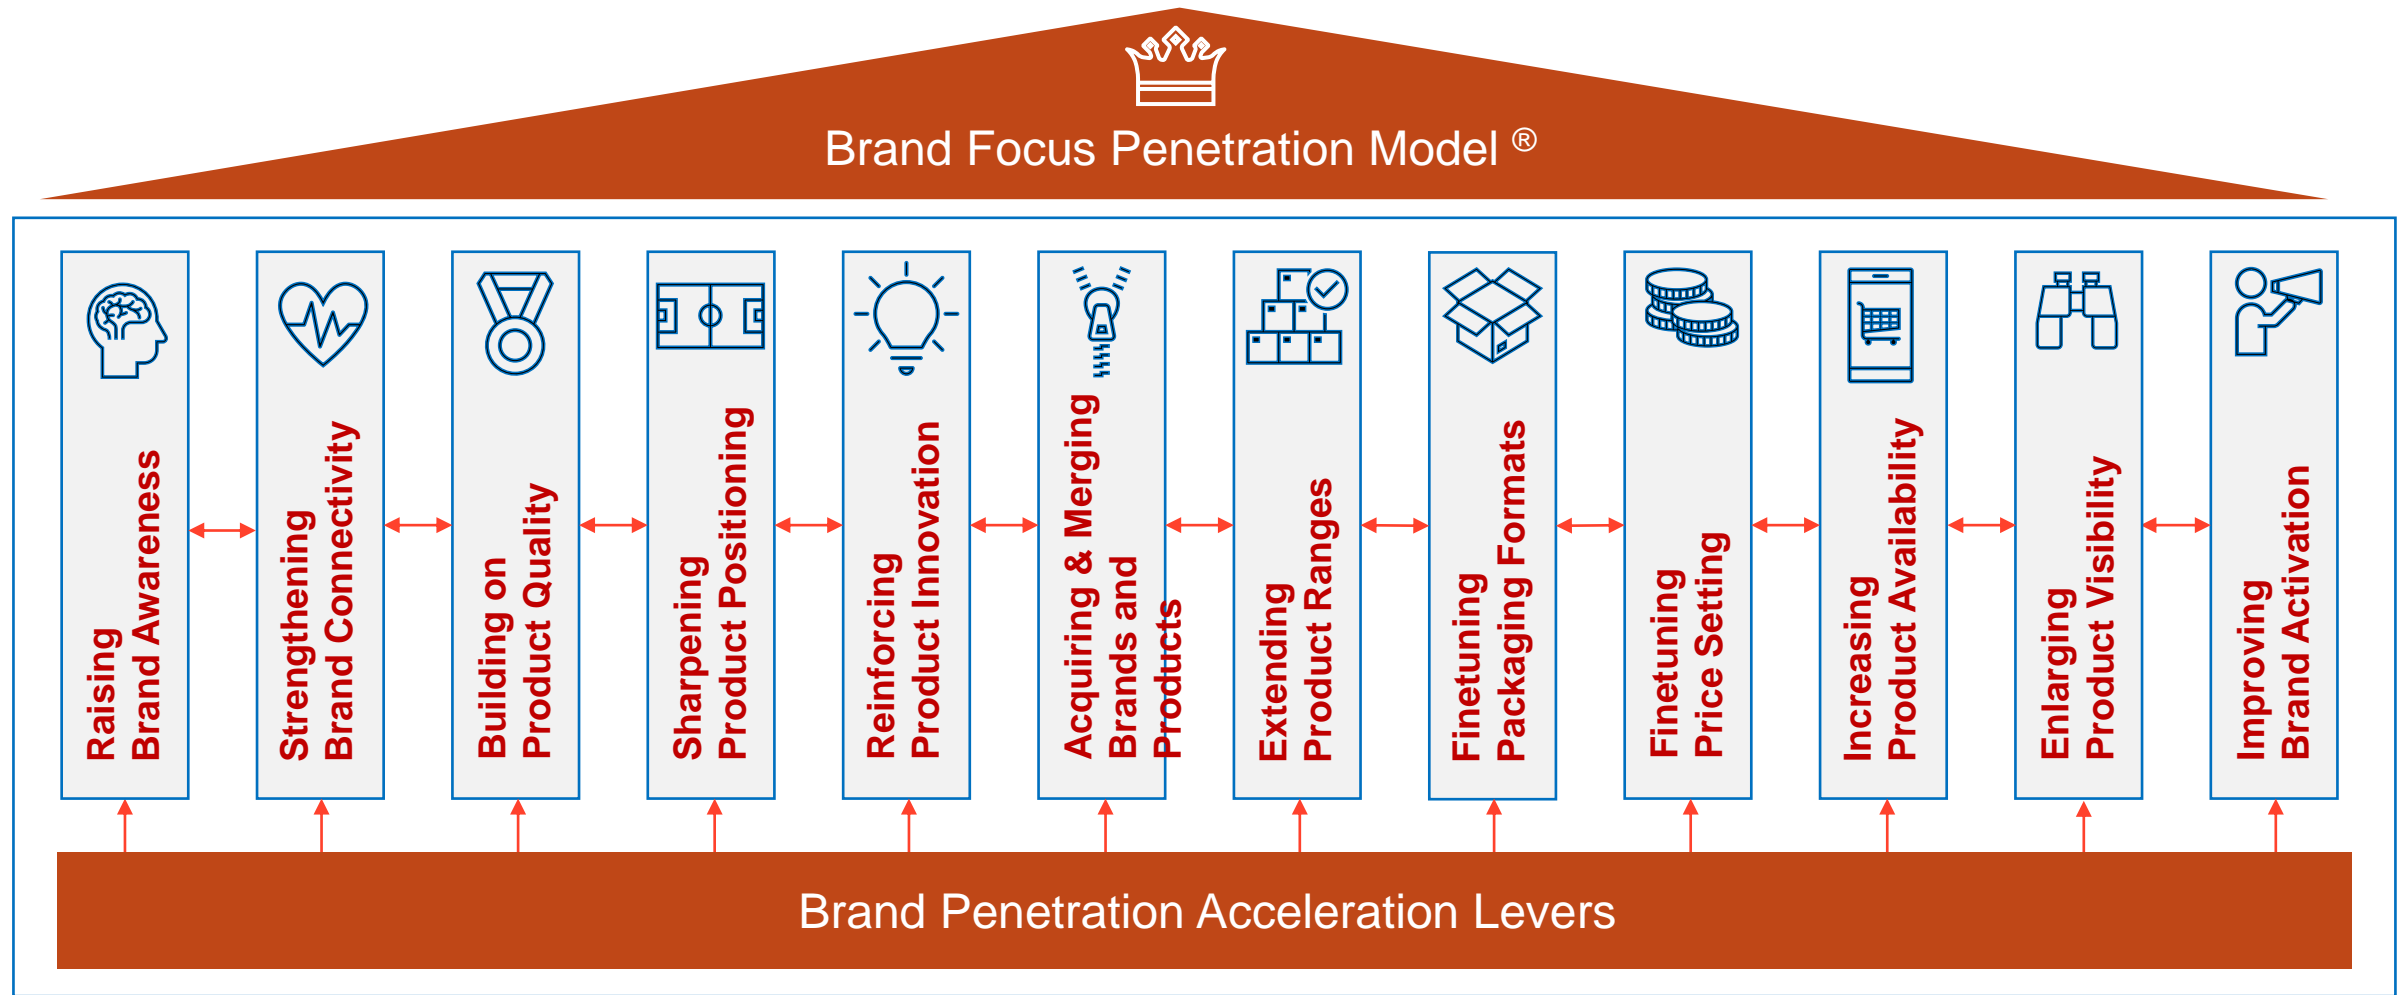 Brand Focus Penetration Model ®
Raising
Brand Awareness
Strengthening
Brand Connectivity
Building on
Product Quality
Sharpening
Product Positioning
Reinforcing
Product Innovation
Acquiring & Merging
Brands and
Products
Extending
Product Ranges
Finetuning
Packaging Formats
Finetuning
Price Setting
Increasing
Product Availability
Enlarging
Product Visibility
Improving
Brand Activation
Brand Penetration Acceleration Levers